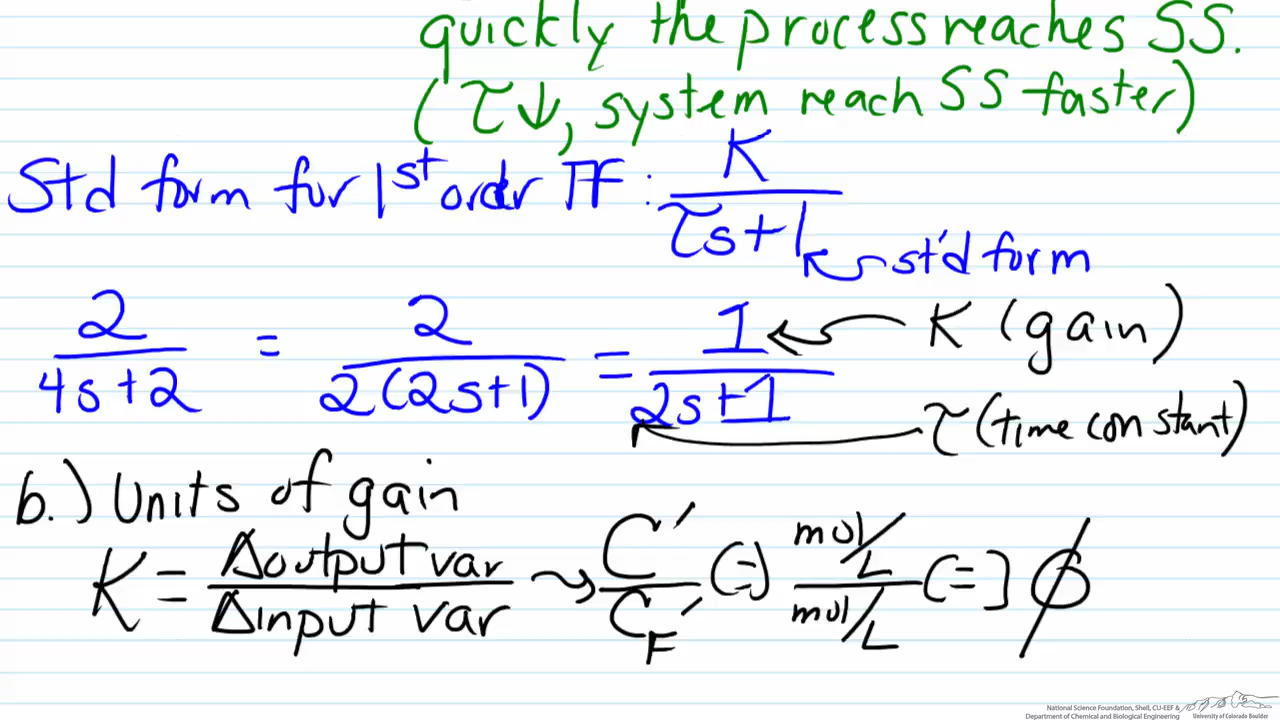 quickly the process reaches SS.
(τ↓, system reach SS faster)
Std form for 1st order TF: K/(τs+1)
std form
2/(4s+2) = 2/(2(2s+1)) = 1/(2s+1)
K (gain)
τ (time constant)
b.) Units of gain
K = Δoutput var/Δinput var → C'/C_F' (=) mol/L / mol/L (=) ∅
National Science Foundation, Shell, CU-EEF &
Department of Chemical and Biological Engineering
University of Colorado Boulder